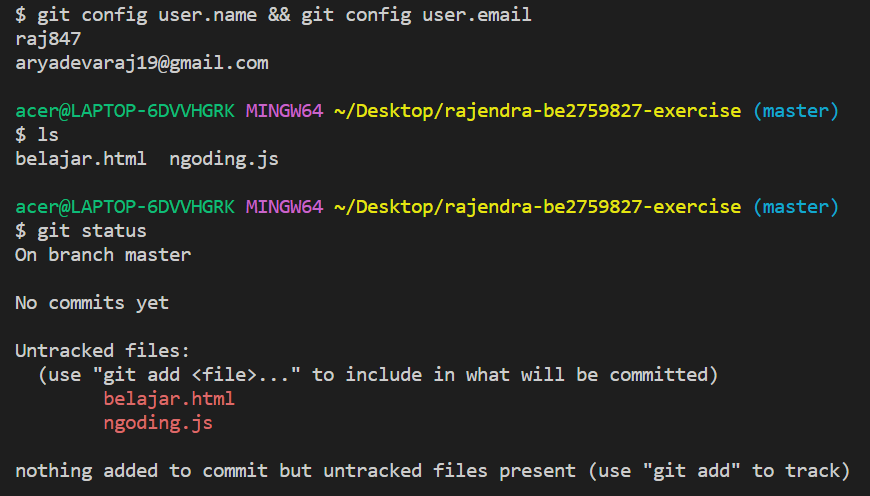 $ git config user.name && git config user.email
raj847
aryadevaraj19@gmail.com
acer@LAPTOP-6DVVHGRK MINGW64 ~/Desktop/rajendra-be2759827-exercise (master)
$ ls
belajar.html  ngoding.js
acer@LAPTOP-6DVVHGRK MINGW64 ~/Desktop/rajendra-be2759827-exercise (master)
$ git status
On branch master
No commits yet
Untracked files:
  (use "git add <file>..." to include in what will be committed)
        belajar.html
        ngoding.js
nothing added to commit but untracked files present (use "git add" to track)